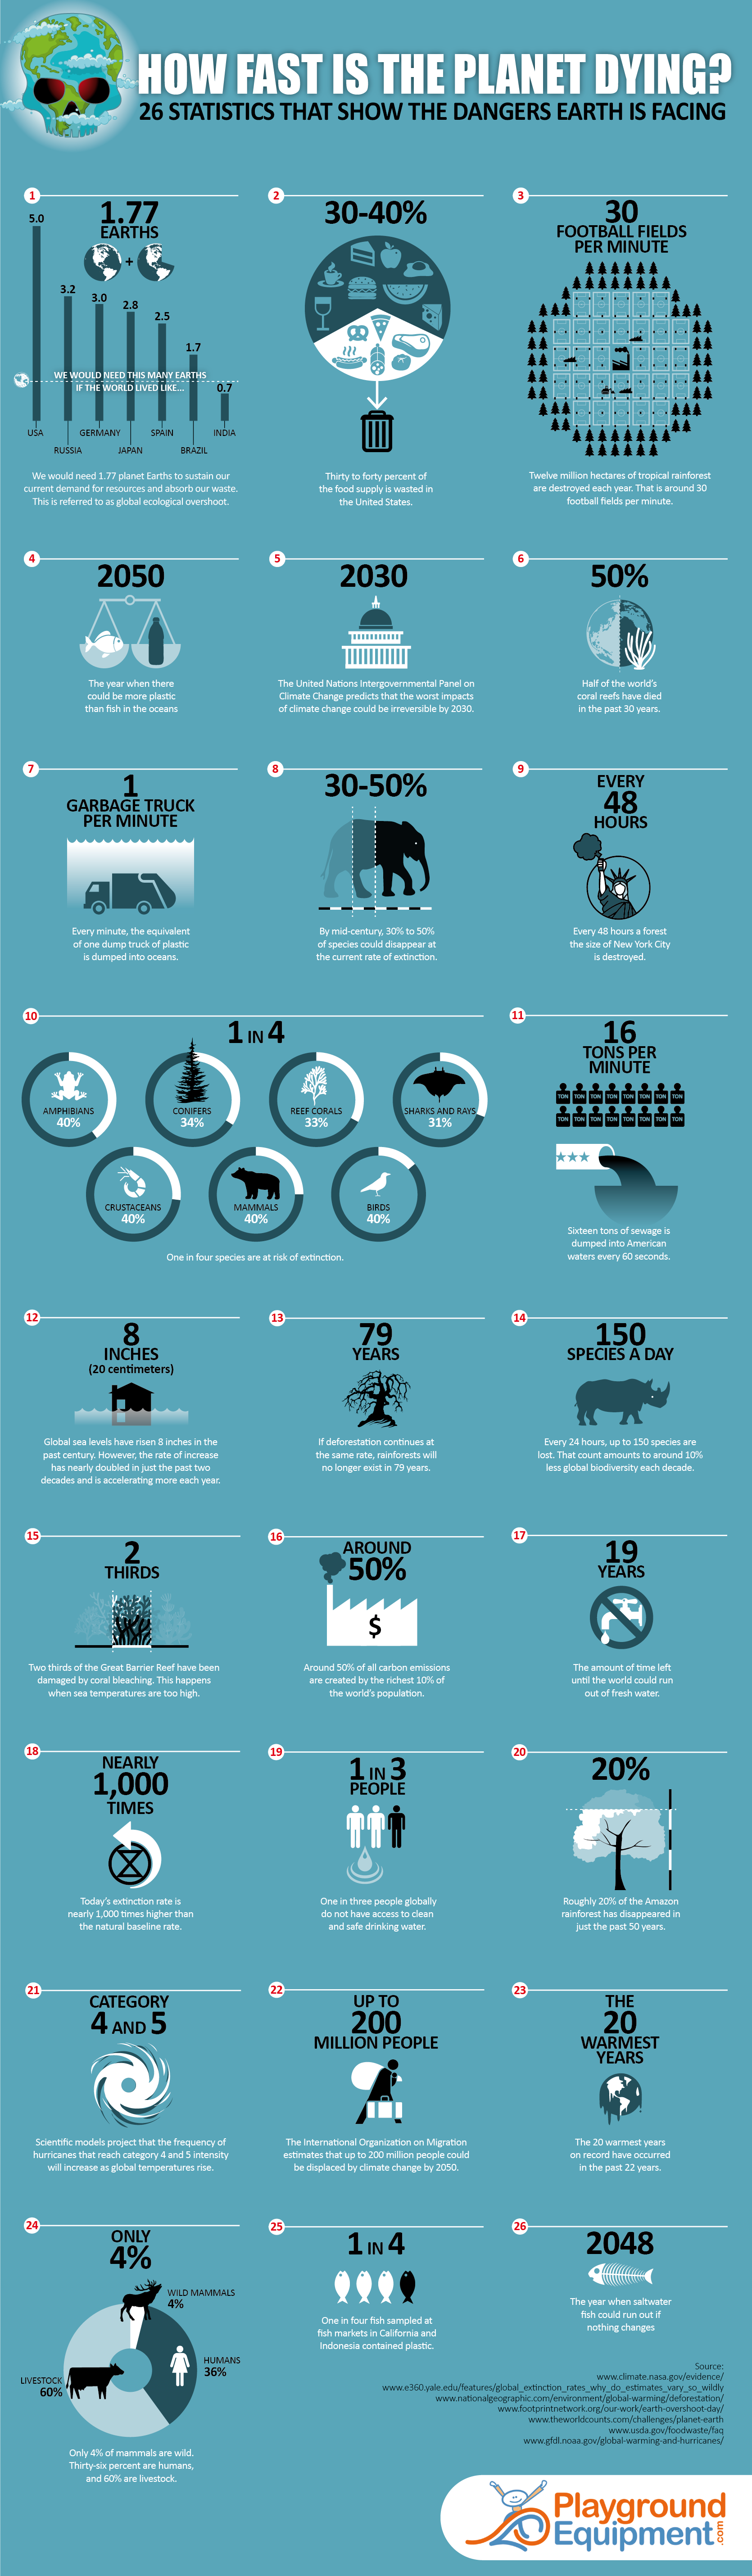 HOW FAST IS THE PLANET DYING?
26 STATISTICS THAT SHOW THE DANGERS EARTH IS FACING
1
1.77
EARTHS
+
5.0
3.2
3.0
2.8
2.5
1.7
0.7
WE WOULD NEED THIS MANY EARTHS
IF THE WORLD LIVED LIKE...
USA
RUSSIA
GERMANY
JAPAN
SPAIN
BRAZIL
INDIA
We would need 1.77 planet Earths to sustain our
current demand for resources and absorb our waste.
This is referred to as global ecological overshoot.
2
30-40%
Thirty to forty percent of
the food supply is wasted in
the United States.
3
30
FOOTBALL FIELDS
PER MINUTE
Twelve million hectares of tropical rainforest
are destroyed each year. That is around 30
football fields per minute.
4
2050
The year when there
could be more plastic
than fish in the oceans
5
2030
The United Nations Intergovernmental Panel on
Climate Change predicts that the worst impacts
of climate change could be irreversible by 2030.
6
50%
Half of the world's
coral reefs have died
in the past 30 years.
7
1
GARBAGE TRUCK
PER MINUTE
Every minute, the equivalent
of one dump truck of plastic
is dumped into oceans.
8
30-50%
By mid-century, 30% to 50%
of species could disappear at
the current rate of extinction.
9
EVERY
48
HOURS
Every 48 hours a forest
the size of New York City
is destroyed.
10
1 IN 4
AMPHIBIANS
40%
CONIFERS
34%
REEF CORALS
33%
SHARKS AND RAYS
31%
CRUSTACEANS
40%
MAMMALS
40%
BIRDS
40%
One in four species are at risk of extinction.
11
16
TONS PER
MINUTE
TON TON TON TON TON TON TON TON
TON TON TON TON TON TON TON TON
Sixteen tons of sewage is
dumped into American
waters every 60 seconds.
12
8
INCHES
(20 centimeters)
Global sea levels have risen 8 inches in the
past century. However, the rate of increase
has nearly doubled in just the past two
decades and is accelerating more each year.
13
79
YEARS
If deforestation continues at
the same rate, rainforests will
no longer exist in 79 years.
14
150
SPECIES A DAY
Every 24 hours, up to 150 species are
lost. That count amounts to around 10%
less global biodiversity each decade.
15
2
THIRDS
Two thirds of the Great Barrier Reef have been
damaged by coral bleaching. This happens
when sea temperatures are too high.
16
AROUND
50%
$
Around 50% of all carbon emissions
are created by the richest 10% of
the world's population.
17
19
YEARS
The amount of time left
until the world could run
out of fresh water.
18
NEARLY
1,000
TIMES
Today's extinction rate is
nearly 1,000 times higher than
the natural baseline rate.
19
1 IN 3
PEOPLE
One in three people globally
do not have access to clean
and safe drinking water.
20
20%
Roughly 20% of the Amazon
rainforest has disappeared in
just the past 50 years.
21
CATEGORY
4 AND 5
Scientific models project that the frequency of
hurricanes that reach category 4 and 5 intensity
will increase as global temperatures rise.
22
UP TO
200
MILLION PEOPLE
The International Organization on Migration
estimates that up to 200 million people could
be displaced by climate change by 2050.
23
THE
20
WARMEST
YEARS
The 20 warmest years
on record have occurred
in the past 22 years.
24
ONLY
4%
WILD MAMMALS
4%
HUMANS
36%
LIVESTOCK
60%
Only 4% of mammals are wild.
Thirty-six percent are humans,
and 60% are livestock.
25
1 IN 4
One in four fish sampled at
fish markets in California and
Indonesia contained plastic.
26
2048
The year when saltwater
fish could run out if
nothing changes
Source:
www.climate.nasa.gov/evidence/
www.e360.yale.edu/features/global_extinction_rates_why_do_estimates_vary_so_wildly
www.nationalgeographic.com/environment/global-warming/deforestation/
www.footprintnetwork.org/our-work/earth-overshoot-day/
www.theworldcounts.com/challenges/planet-earth
www.usda.gov/foodwaste/faq
www.gfdl.noaa.gov/global-warming-and-hurricanes/
Playground
Equipment
.com